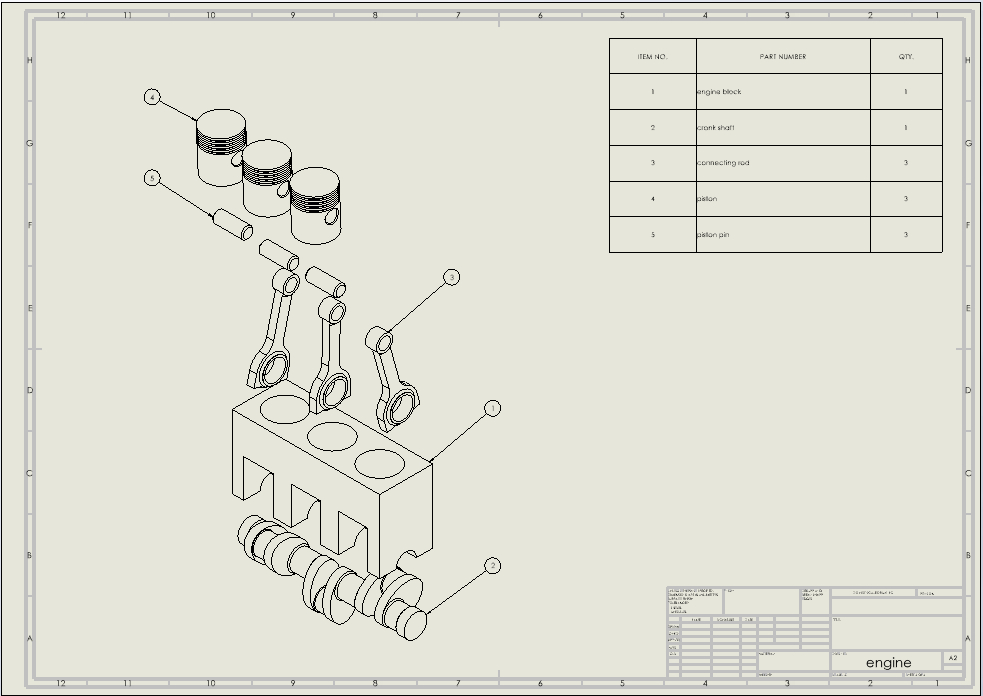 12 11 10 9 8 7 6 5 4 3 2 1
H H
G G
F F
E E
D D
C C
B B
A A
ITEM NO. PART NUMBER QTY.
1 engine block 1
2 crank shaft 1
3 connecting rod 3
4 piston 3
5 piston pin 3
4
5
3
1
2
engine A2
12 11 10 9 8 7 6 5 4 3 2 1